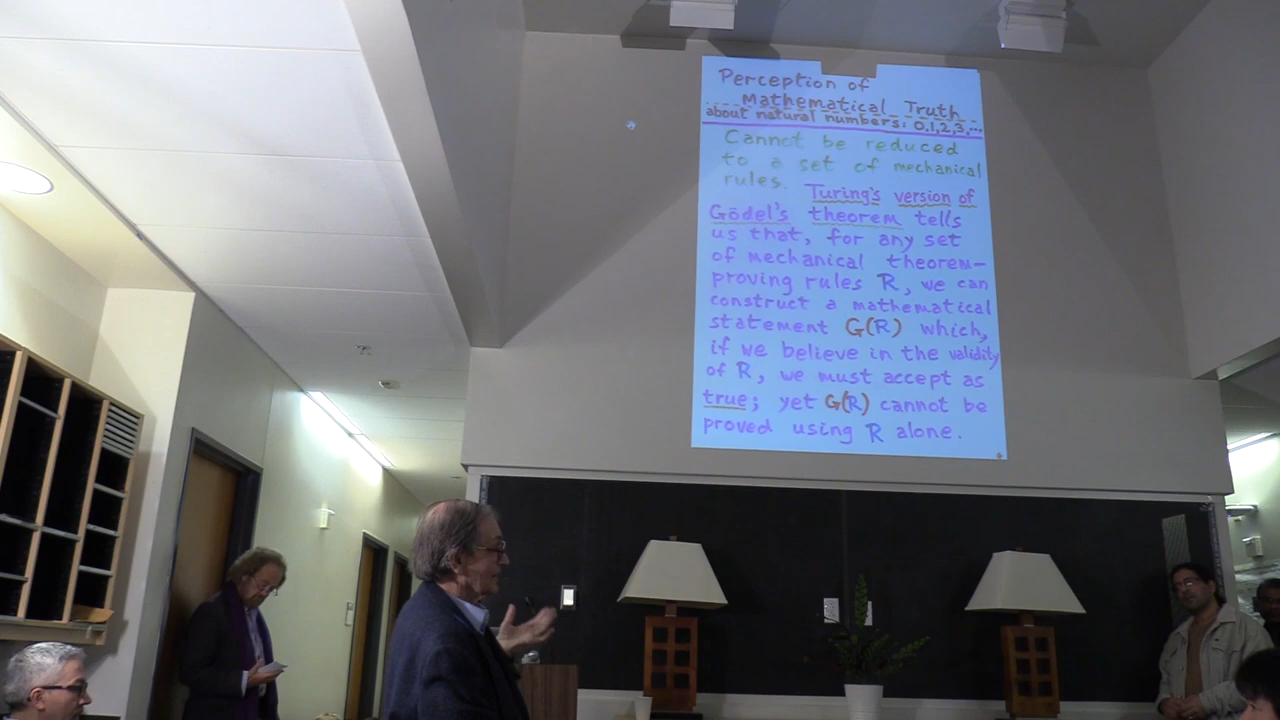 Perception of
Mathematical Truth
about natural numbers: 0,1,2,3,...
Cannot be reduced
to a set of mechanical
rules. Turing's version of
Gödel's theorem tells
us that, for any set
of mechanical theorem-
proving rules R, we can
construct a mathematical
statement G(R) which,
if we believe in the validity
of R, we must accept as
true; yet G(R) cannot be
proved using R alone.